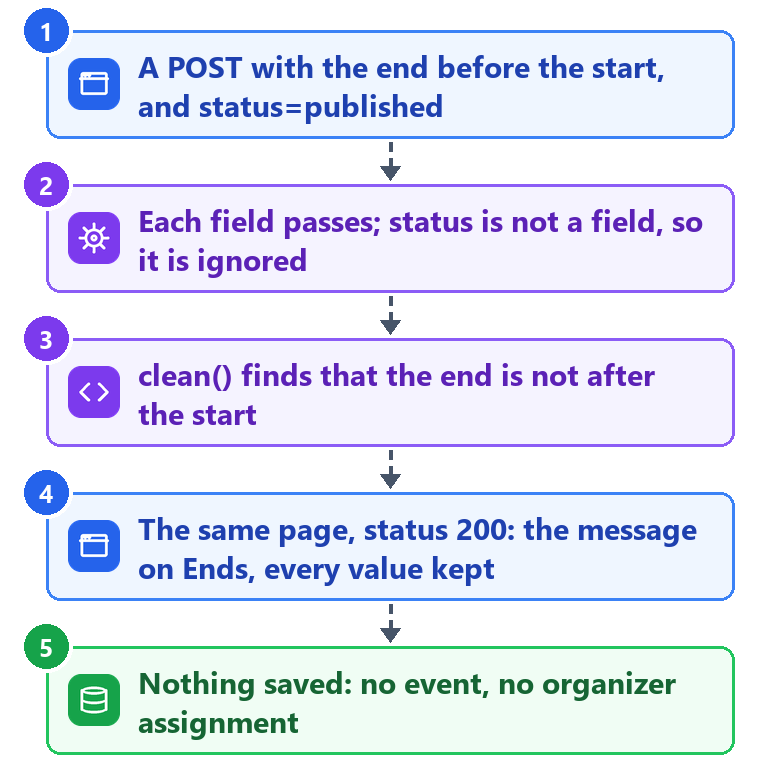 1
A POST with the end before the start,
and status=published
2
Each field passes; status is not a field, so
it is ignored
3
clean() finds that the end is not after
the start
4
The same page, status 200: the message
on Ends, every value kept
5
Nothing saved: no event, no organizer
assignment